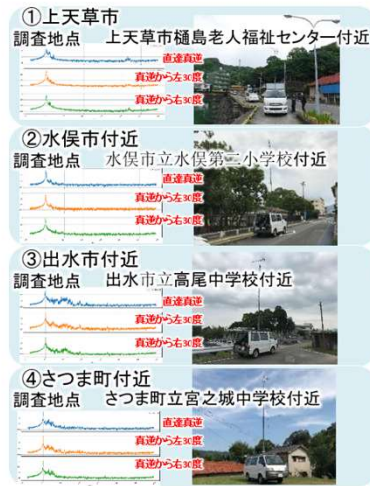 ①上天草市
調査地点 上天草市樋島老人福祉センター付近
直達真逆
真逆から左30度
真逆から右30度
②水俣市付近
調査地点 水俣市立水俣第二小学校付近
直達真逆
真逆から左30度
真逆から右30度
③出水市付近
調査地点 出水市立高尾中学校付近
直達真逆
真逆から左30度
真逆から右30度
④さつま町付近
調査地点 さつま町立宮之城中学校付近
直達真逆
真逆から左30度
真逆から右30度